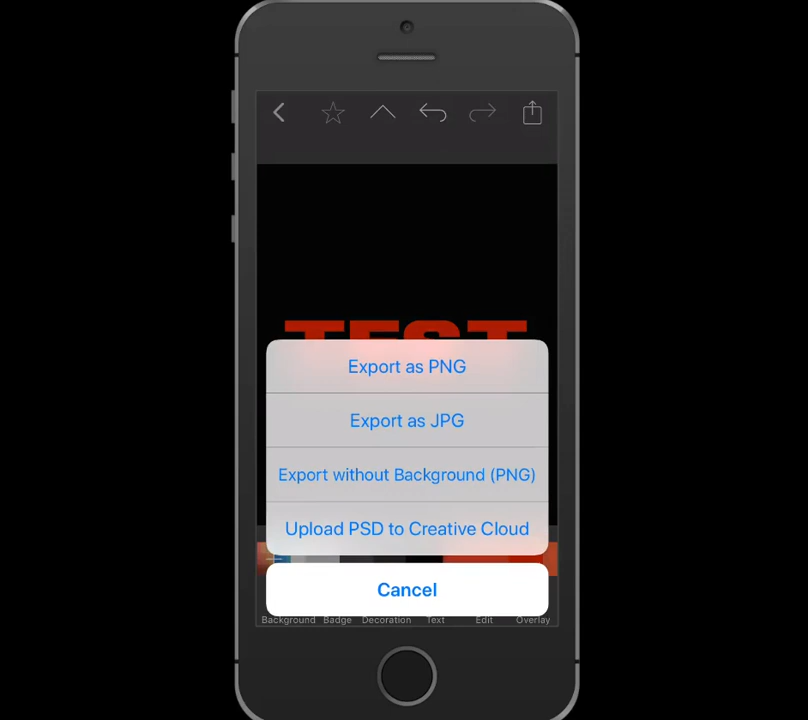 TEST
Export as PNG
Export as JPG
Export without Background (PNG)
Upload PSD to Creative Cloud
Cancel
Background Badge Decoration Text Edit Overlay